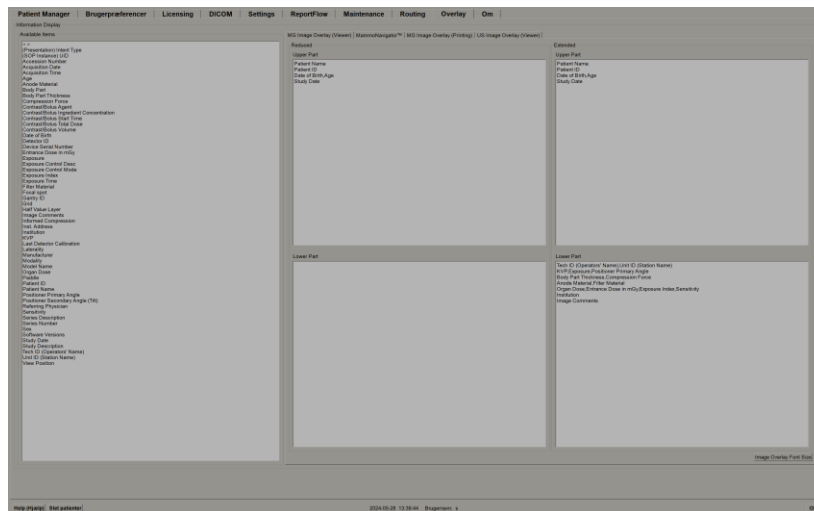 Patient Manager Brugerpræferencer Licensing DICOM Settings ReportFlow Maintenance Routing Overlay Om
Information Display
Available Items
(Presentation) Intent Type
(SOP Instance) UID
Accession Number
Acquisition Date
Acquisition Time
Age
Anode Material
Body Part
Body Part Thickness
Compression Force
Contrast/Bolus Agent
Contrast/Bolus Ingredient Concentration
Contrast/Bolus Start Time
Contrast/Bolus Total Dose
Contrast/Bolus Volume
Date of Birth
Detector ID
Device Serial Number
Entrance Dose in mGy
Exposure
Exposure Control Desc
Exposure Control Mode
Exposure Index
Exposure Time
Filter Material
Focal spot
Gantry ID
Grid
Half Value Layer
Image Comments
Informed Compression
Inst. Address
Institution
KVP
Last Detector Calibration
Laterality
Manufacturer
Modality
Model Name
Organ Dose
Paddle
Patient ID
Patient Name
Positioner Primary Angle
Positioner Secondary Angle (Tilt)
Referring Physician
Sensitivity
Series Description
Series Number
Sex
Software Versions
Study Date
Study Description
Tech ID (Operators' Name)
Unit ID (Station Name)
View Position
MS Image Overlay (Viewer) MammoNavigator™ MS Image Overlay (Printing) US Image Overlay (Viewer)
Reduced
Upper Part
Patient Name
Patient ID
Date of Birth,Age
Study Date
Lower Part
Extended
Upper Part
Patient Name
Patient ID
Date of Birth,Age
Study Date
Lower Part
Tech ID (Operators' Name),Unit ID (Station Name)
KVP,Exposure,Positioner Primary Angle
Body Part Thickness,Compression Force
Anode Material,Filter Material
Organ Dose,Entrance Dose in mGy,Exposure Index,Sensitivity
Institution
Image Comments
Image Overlay Font Size
Help (Hjælp) Slet patienter 2024-05-28 13:39:44 Brugernavn: